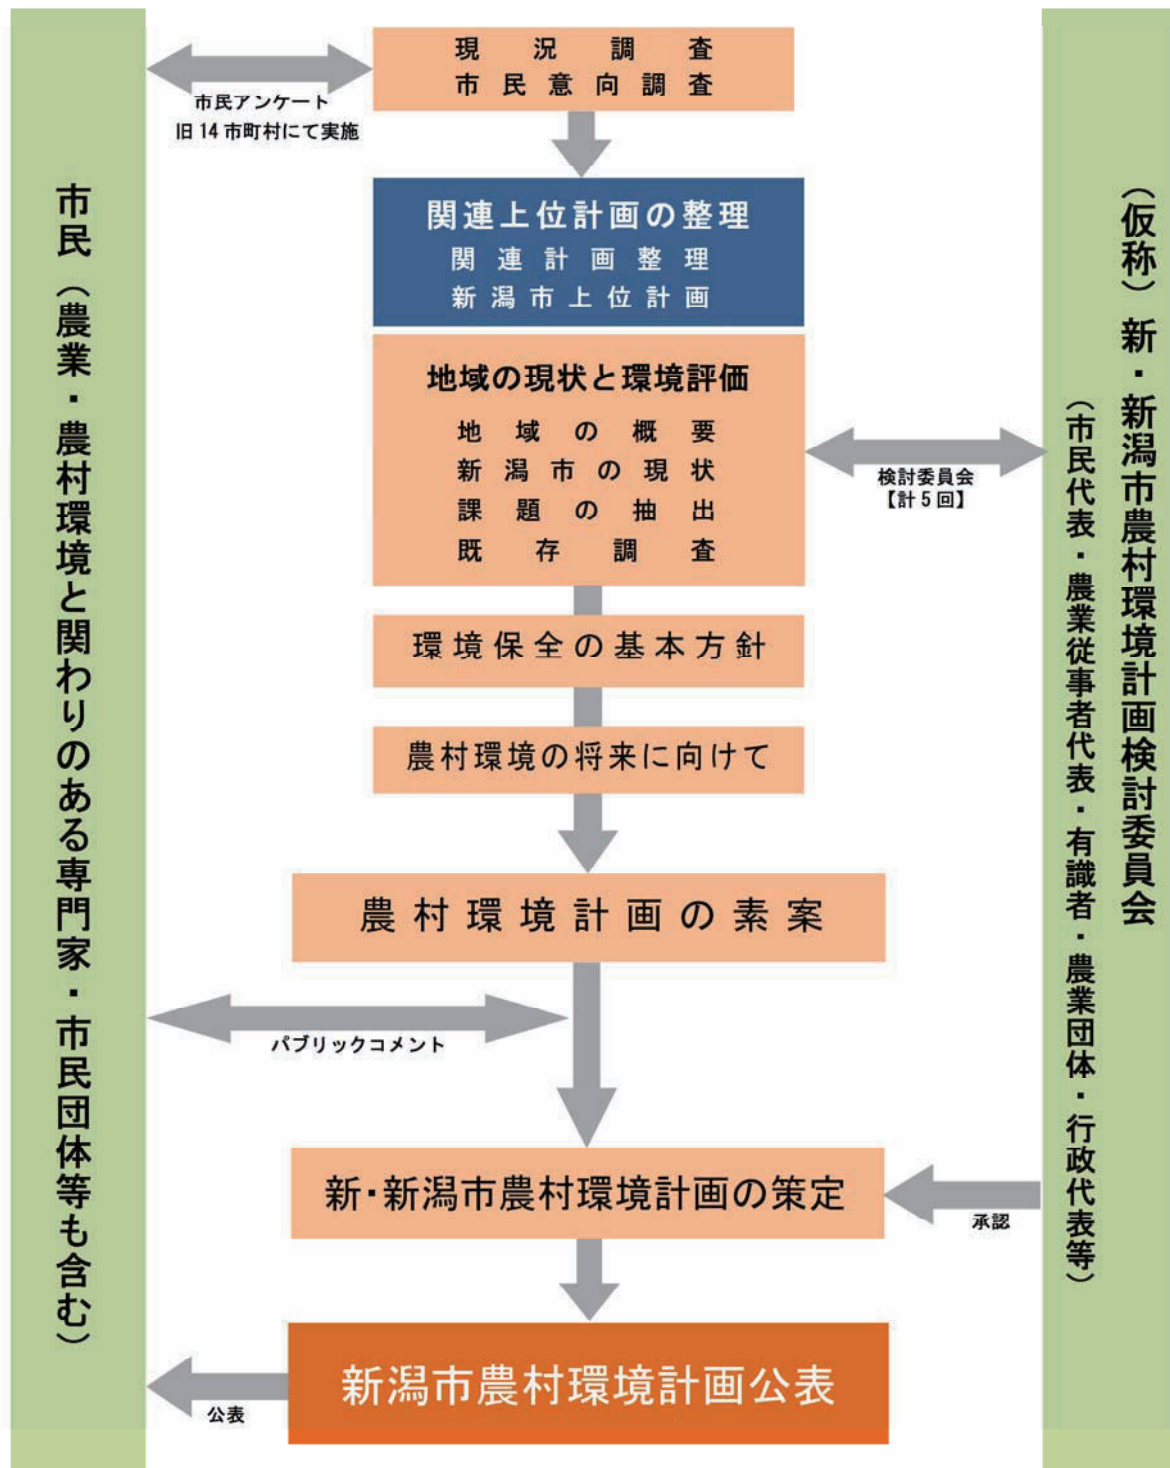 現況調査
市民意向調査
市民アンケート
旧14市町村にて実施
関連上位計画の整理
関連計画整理
新潟市上位計画
地域の現状と環境評価
地域の概要
新潟市の現状
課題の抽出
既存調査
検討委員会
【計5回】
環境保全の基本方針
農村環境の将来に向けて
農村環境計画の素案
パブリックコメント
新・新潟市農村環境計画の策定
承認
新潟市農村環境計画公表
公表
市民（農業・農村環境と関わりのある専門家・市民団体等も含む）
（仮称）新・新潟市農村環境計画検討委員会
（市民代表・農業従事者代表・有識者・農業団体・行政代表等）